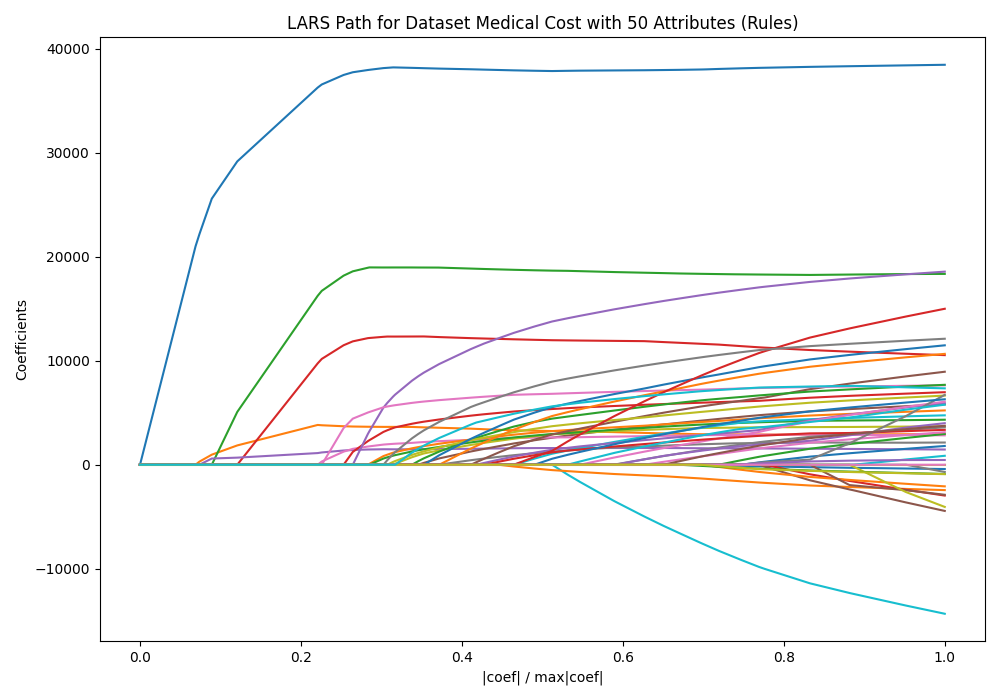 LARS Path for Dataset Medical Cost with 50 Attributes (Rules)
40000
30000
20000
10000
0
−10000
Coefficients
0.0 0.2 0.4 0.6 0.8 1.0
|coef| / max|coef|